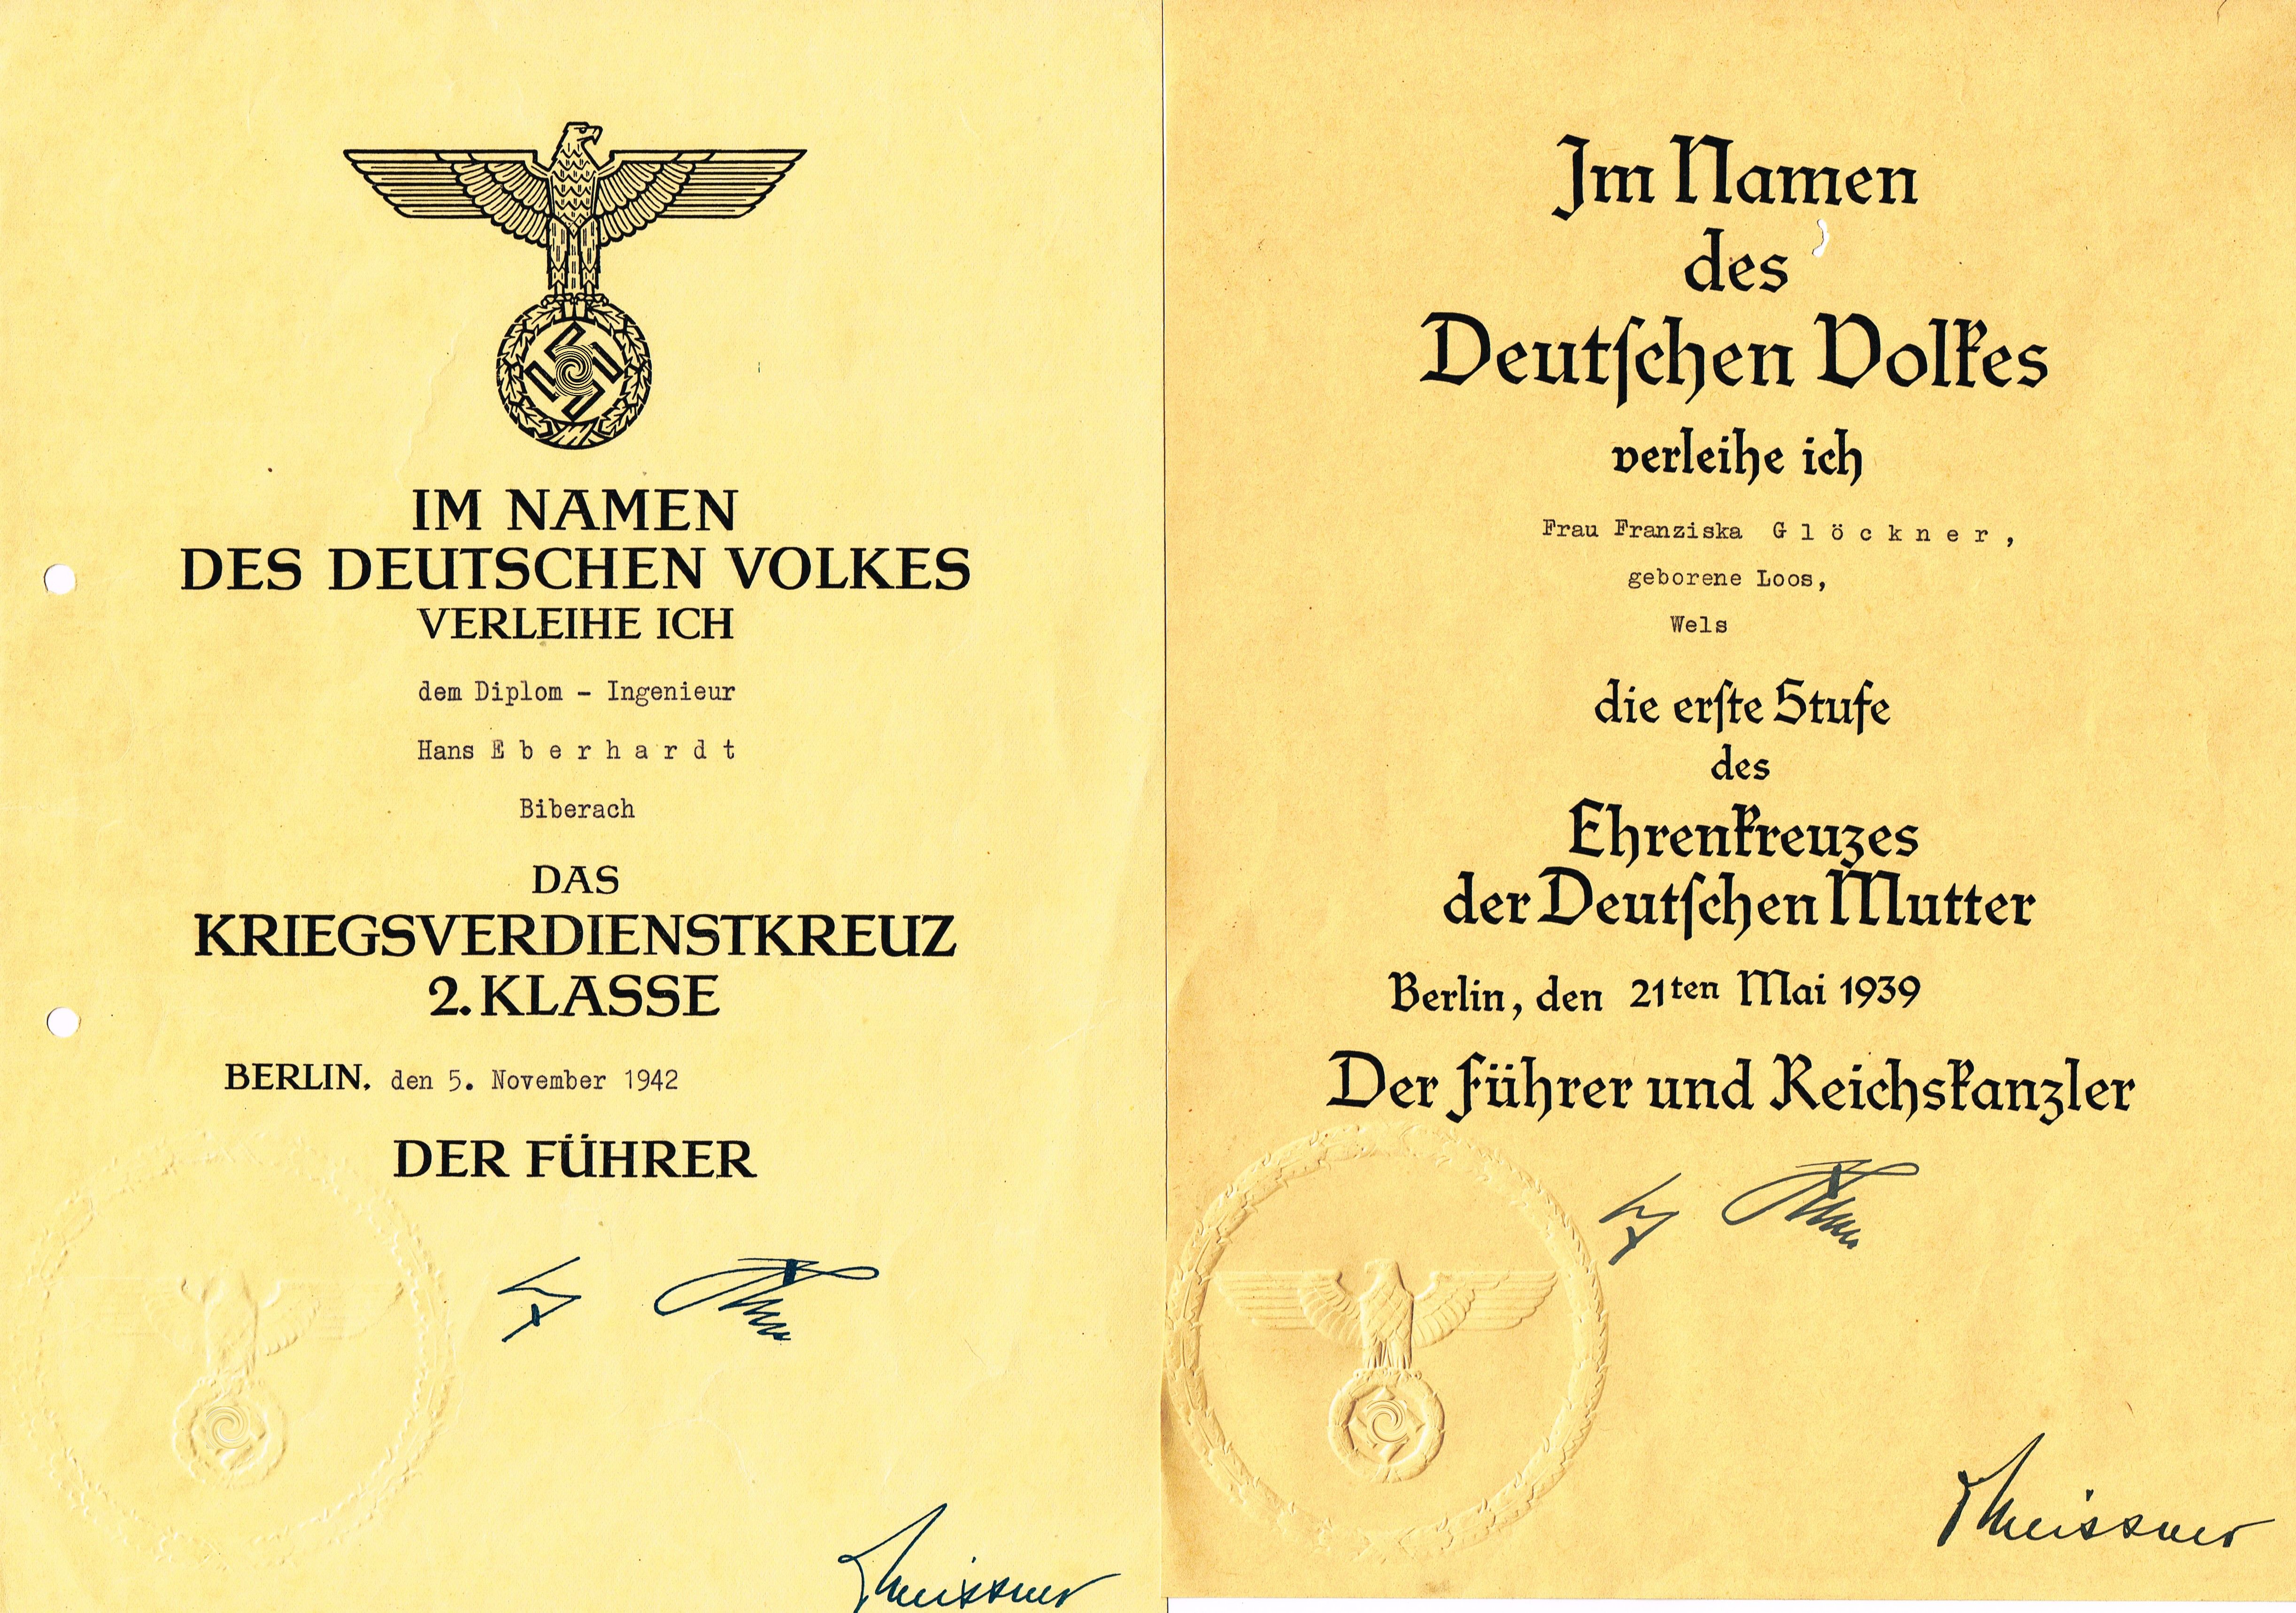 IM NAMEN
DES DEUTSCHEN VOLKES
VERLEIHE ICH
dem Diplom - Ingenieur
Hans E b e r h a r d t
Biberach
DAS
KRIEGSVERDIENSTKREUZ
2. KLASSE
BERLIN, den 5. November 1942
DER FÜHRER
Meissner
Im Namen
des
Deutschen Volkes
verleihe ich
Frau Franziska G l ö c k n e r ,
geborene Loos,
Wels
die erste Stufe
des
Ehrenkreuzes
der Deutschen Mutter
Berlin, den 21ten Mai 1939
Der Führer und Reichskanzler
Meissner